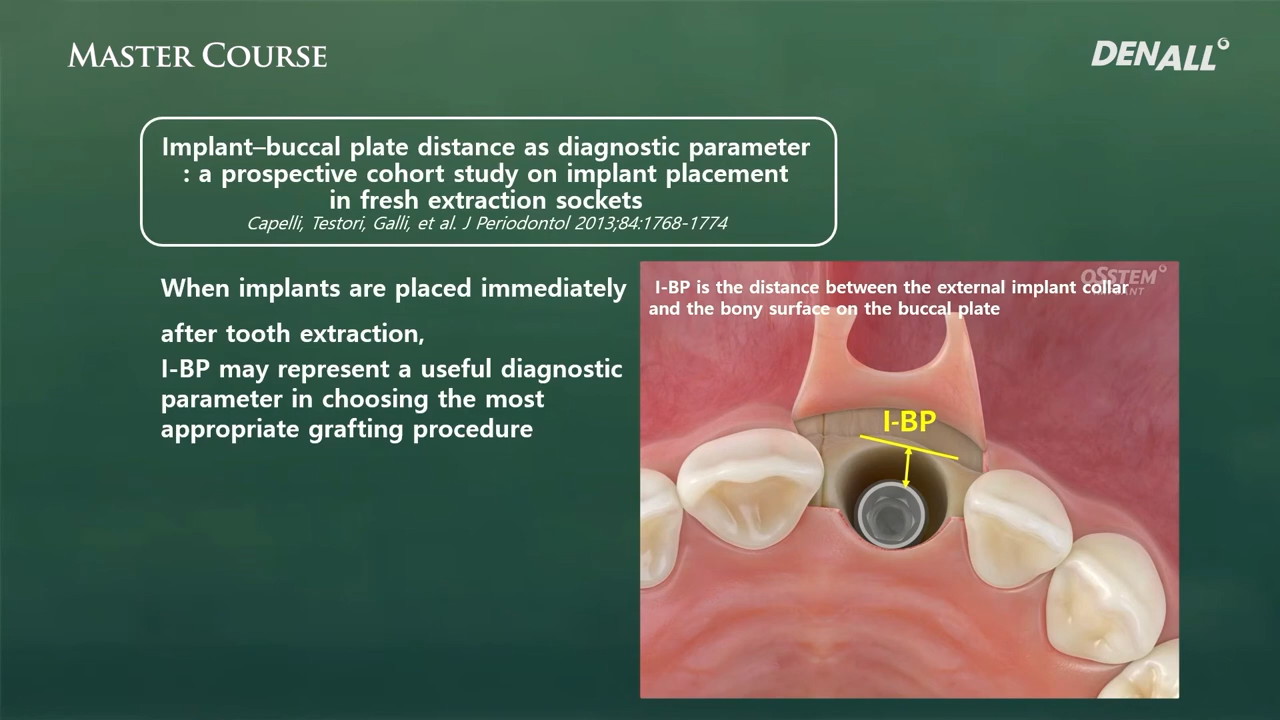 MASTER COURSE
DENALL
Implant–buccal plate distance as diagnostic parameter
: a prospective cohort study on implant placement
in fresh extraction sockets
Capelli, Testori, Galli, et al. J Periodontol 2013;84:1768-1774
When implants are placed immediately
after tooth extraction,
I-BP may represent a useful diagnostic
parameter in choosing the most
appropriate grafting procedure
OSSTEM
IMPLANT
I-BP is the distance between the external implant collar
and the bony surface on the buccal plate
I-BP